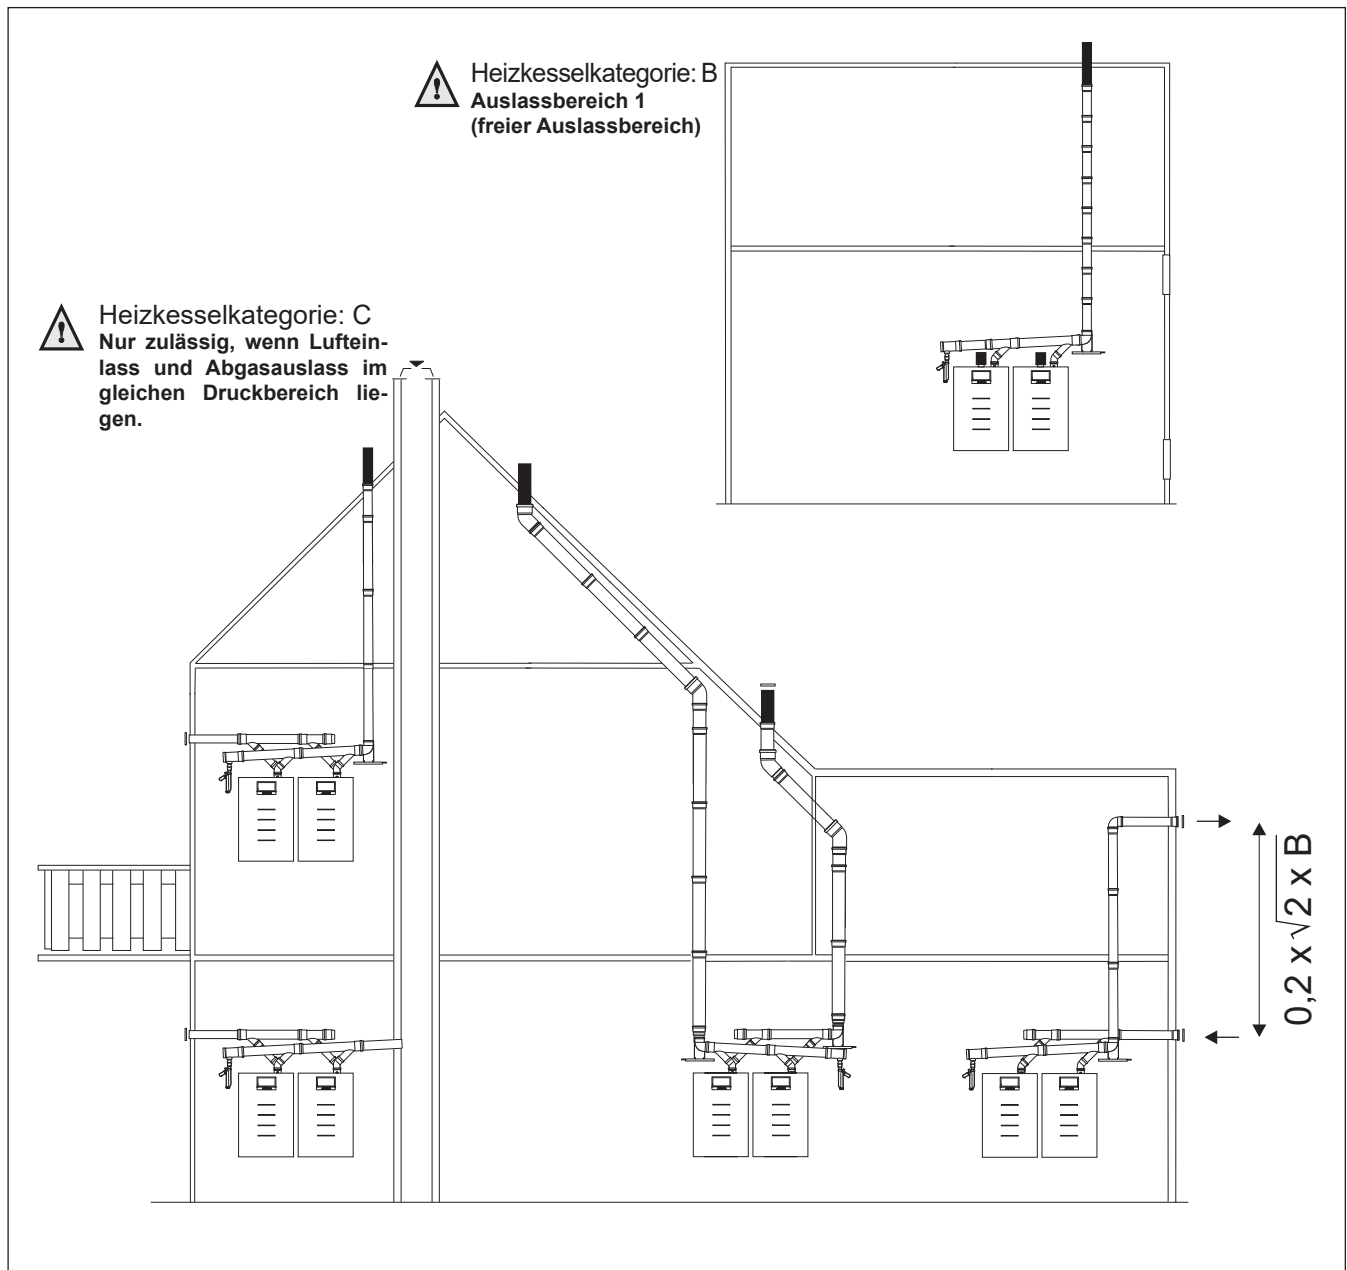 Heizkesselkategorie: B
Auslassbereich 1
(freier Auslassbereich)
Heizkesselkategorie: C
Nur zulässig, wenn Luftein-
lass und Abgasauslass im
gleichen Druckbereich lie-
gen.
0,2 x √2 x B